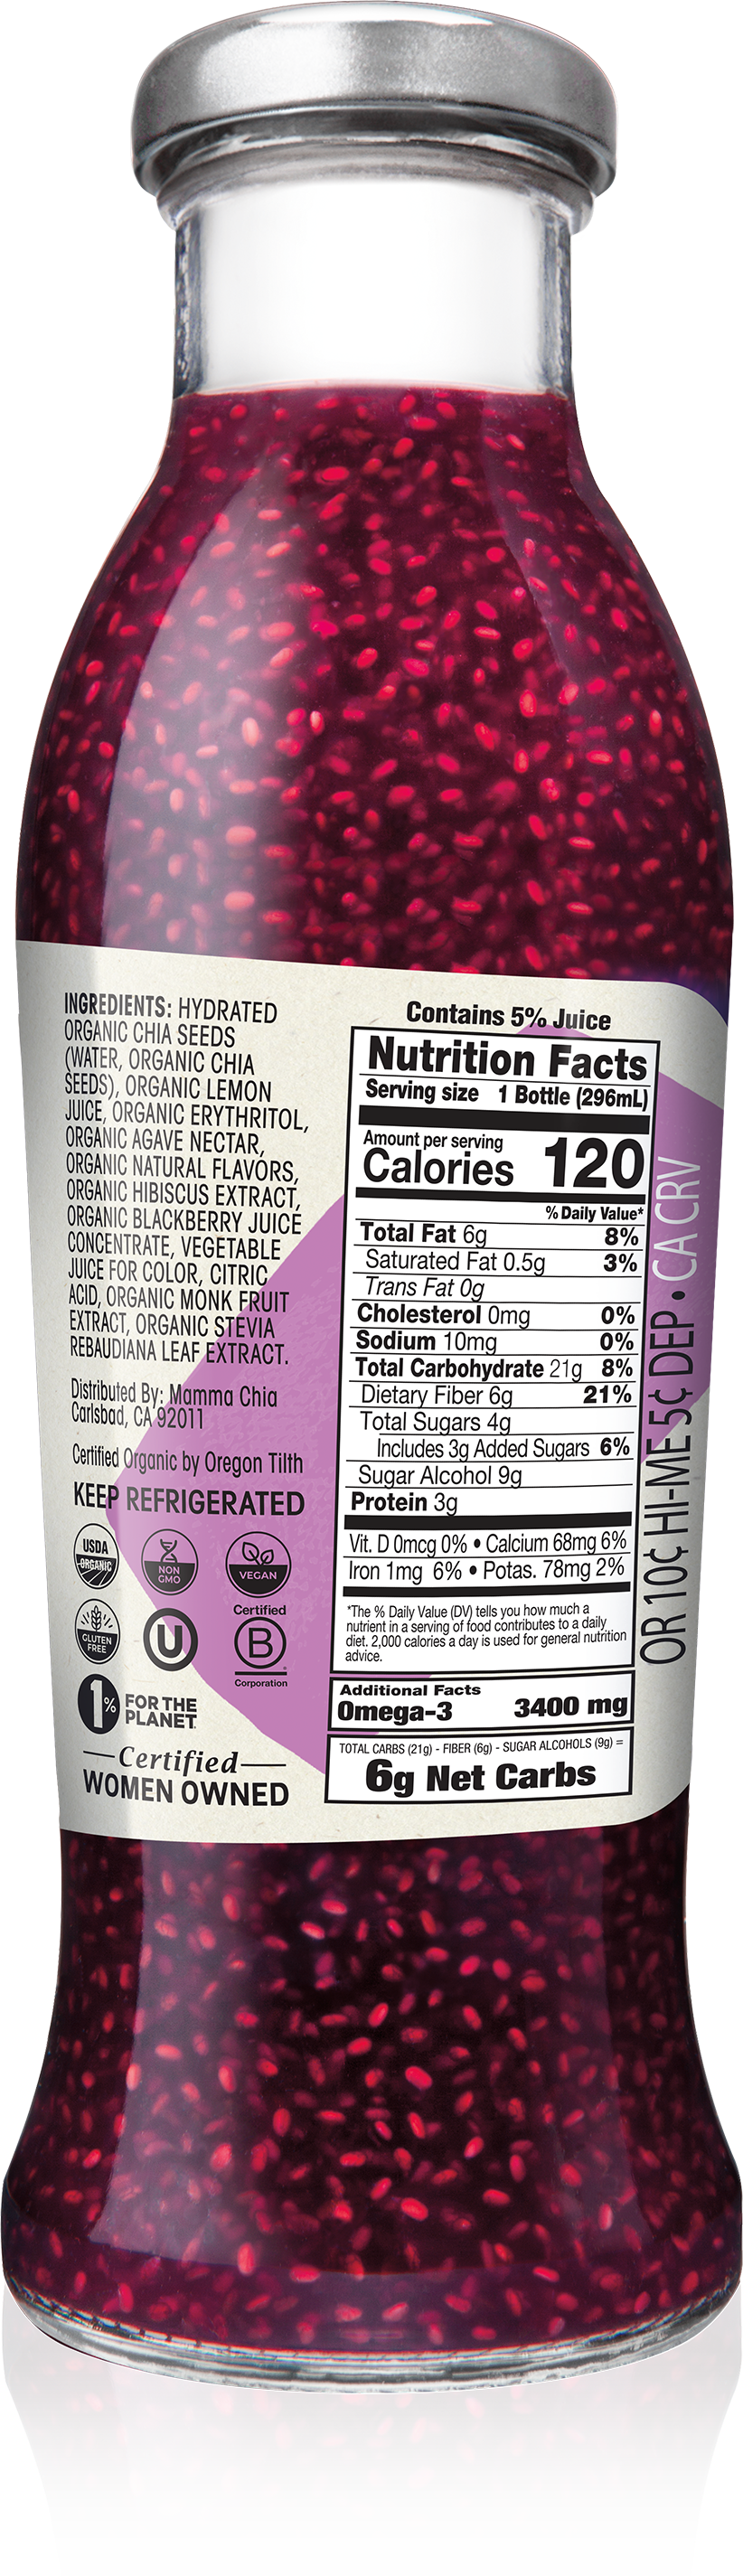 INGREDIENTS: HYDRATED
ORGANIC CHIA SEEDS
(WATER, ORGANIC CHIA
SEEDS), ORGANIC LEMON
JUICE, ORGANIC ERYTHRITOL,
ORGANIC AGAVE NECTAR,
ORGANIC NATURAL FLAVORS,
ORGANIC HIBISCUS EXTRACT,
ORGANIC BLACKBERRY JUICE
CONCENTRATE, VEGETABLE
JUICE FOR COLOR, CITRIC
ACID, ORGANIC MONK FRUIT
EXTRACT, ORGANIC STEVIA
REBAUDIANA LEAF EXTRACT.
Distributed By: Mamma Chia
Carlsbad, CA 92011
Certified Organic by Oregon Tilth
KEEP REFRIGERATED
USDA
ORGANIC
NON
GMO
VEGAN
GLUTEN
FREE
U
Certified
B
Corporation
1%
FOR THE
PLANET
Certified
WOMEN OWNED
Contains 5% Juice
Nutrition Facts
Serving size 1 Bottle (296mL)
Amount per serving
Calories 120
% Daily Value*
Total Fat 6g 8%
Saturated Fat 0.5g 3%
Trans Fat 0g
Cholesterol 0mg 0%
Sodium 10mg 0%
Total Carbohydrate 21g 8%
Dietary Fiber 6g 21%
Total Sugars 4g
Includes 3g Added Sugars 6%
Sugar Alcohol 9g
Protein 3g
Vit. D 0mcg 0% • Calcium 68mg 6%
Iron 1mg 6% • Potas. 78mg 2%
*The % Daily Value (DV) tells you how much a
nutrient in a serving of food contributes to a daily
diet. 2,000 calories a day is used for general nutrition
advice.
Additional Facts
Omega-3 3400 mg
TOTAL CARBS (21g) - FIBER (6g) - SUGAR ALCOHOLS (9g) =
6g Net Carbs
OR 10¢ HI-ME 5¢ DEP • CA CRV